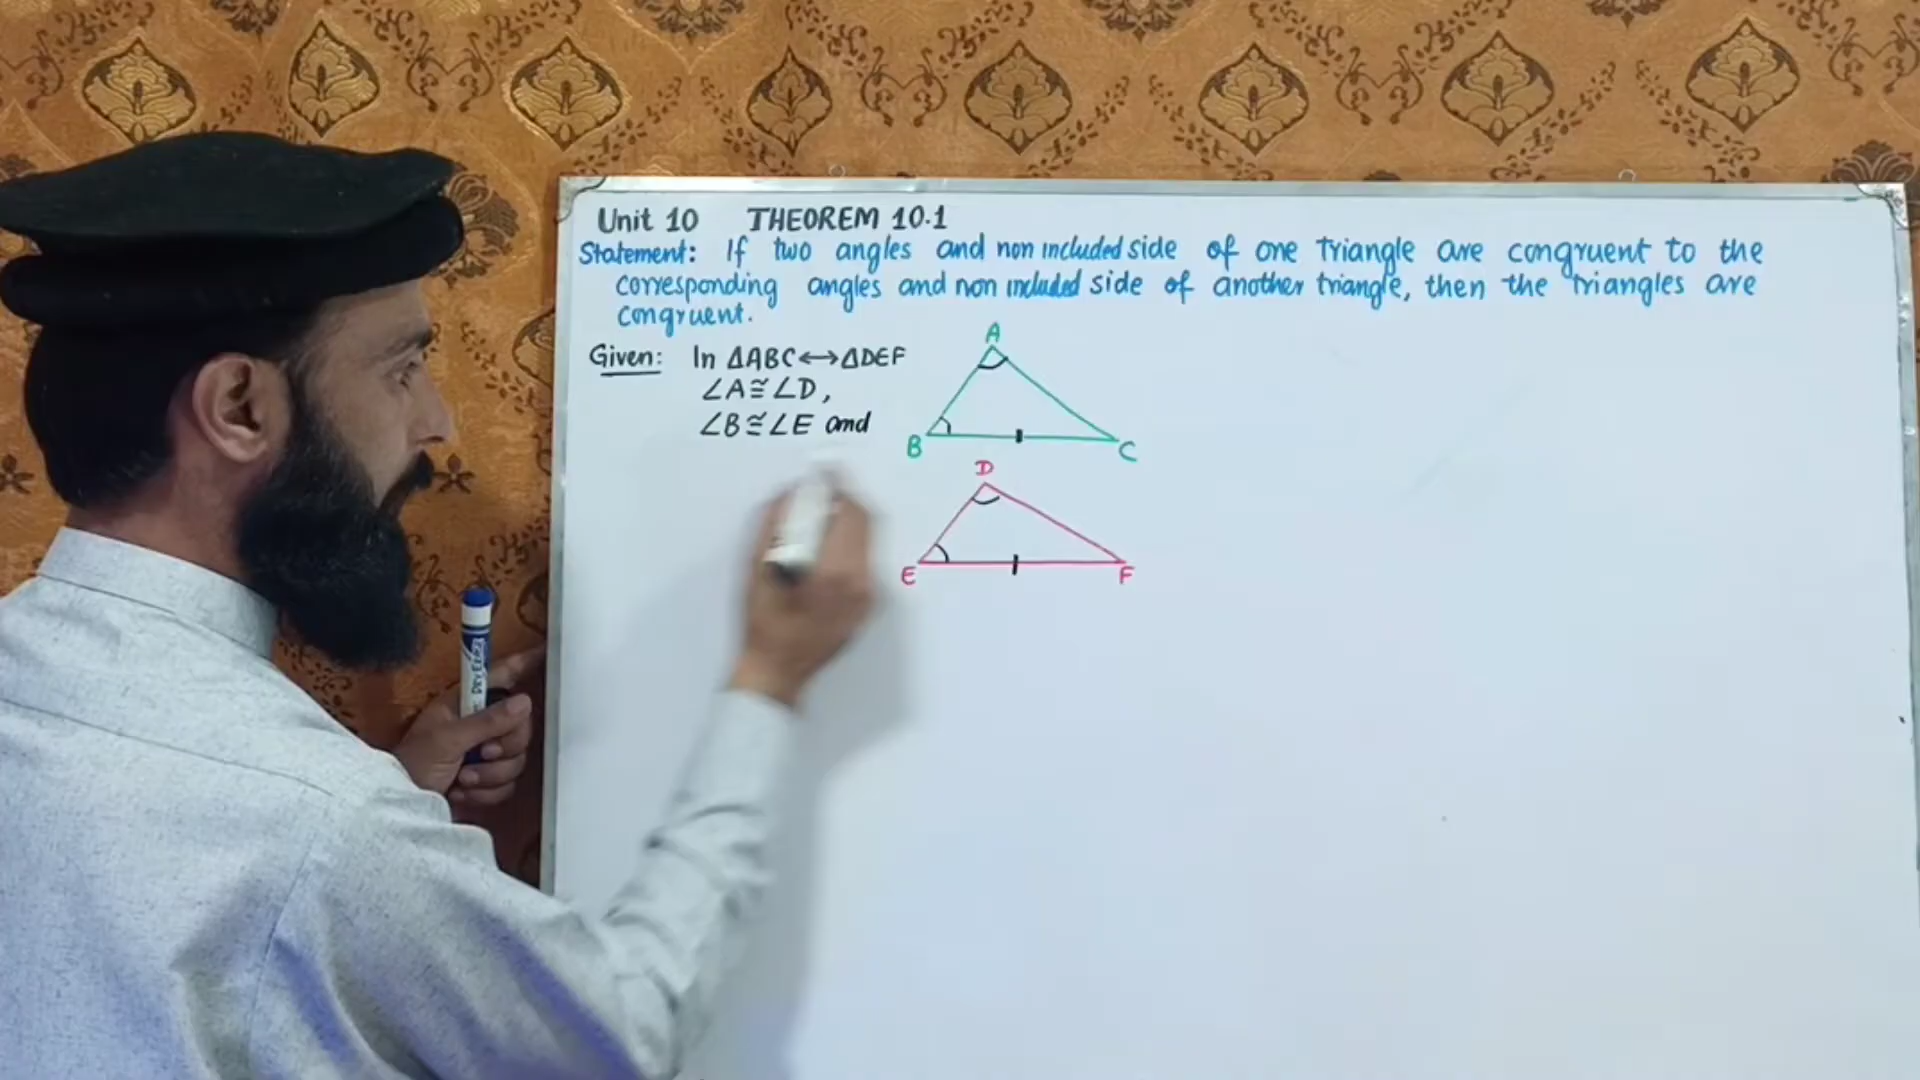 Unit 10 THEOREM 10.1
Statement: If two angles and non included side of one triangle are congruent to the
corresponding angles and non included side of another triangle, then the triangles are
congruent.
Given: In ΔABC↔ΔDEF
∠A≅∠D,
∠B≅∠E and
A
B
C
D
E
F